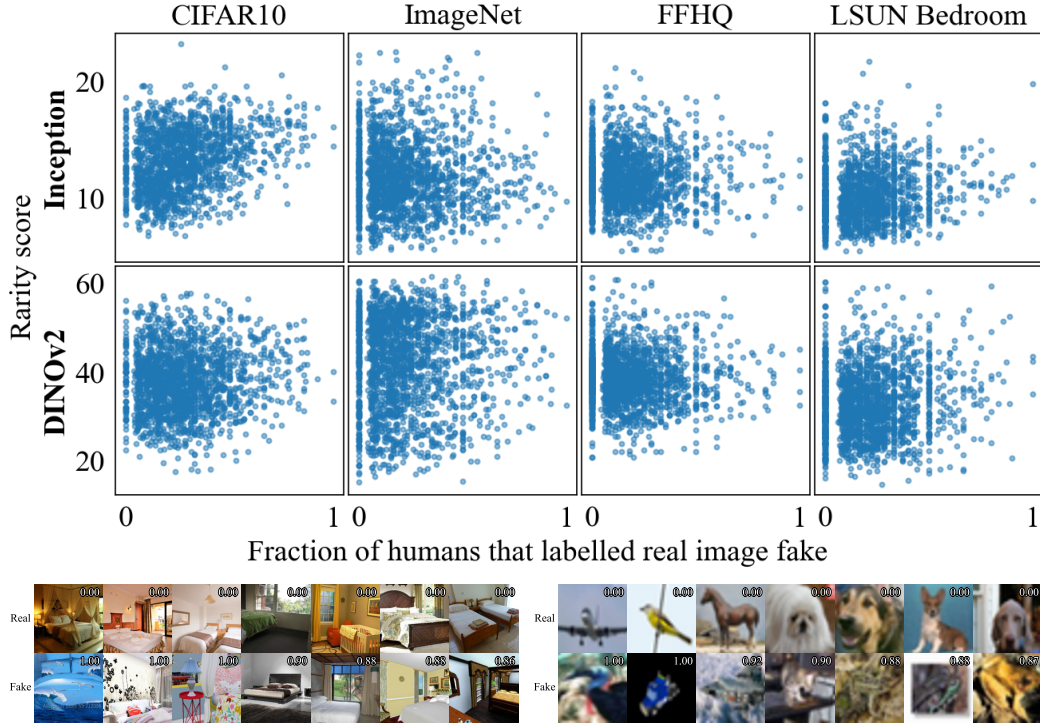 CIFAR10 ImageNet FFHQ LSUN Bedroom
Rarity score
Inception
20
10
DINOv2
60
40
20
0 1 0 1 0 1 0 1
Fraction of humans that labelled real image fake
Real 0.00 0.00 0.00 0.00 0.00 0.00 0.00
Fake 1.00 1.00 1.00 0.90 0.88 0.88 0.86
Real 0.00 0.00 0.00 0.00 0.00 0.00 0.00
Fake 1.00 1.00 0.92 0.90 0.88 0.88 0.87